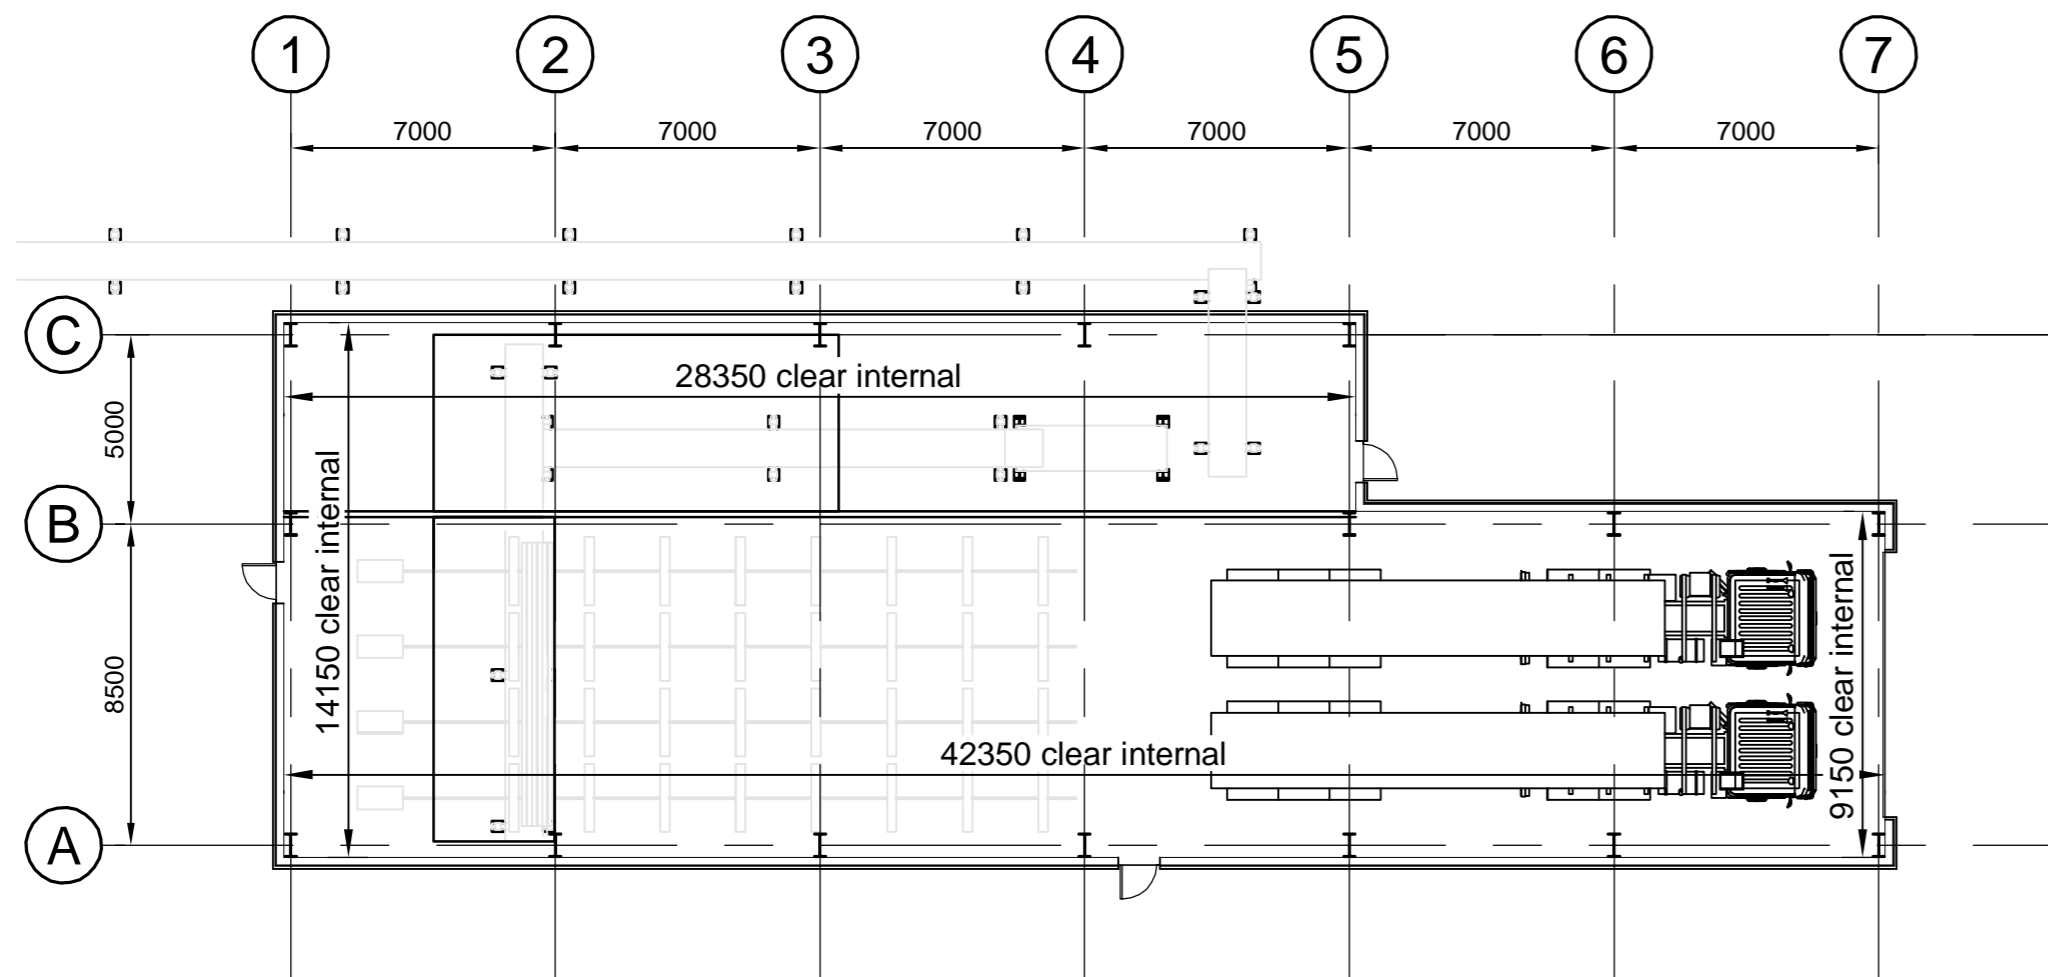 1
2
3
4
5
6
7
7000
7000
7000
7000
7000
7000
C
B
A
5000
8500
28350 clear internal
14150 clear internal
42350 clear internal
9150 clear internal